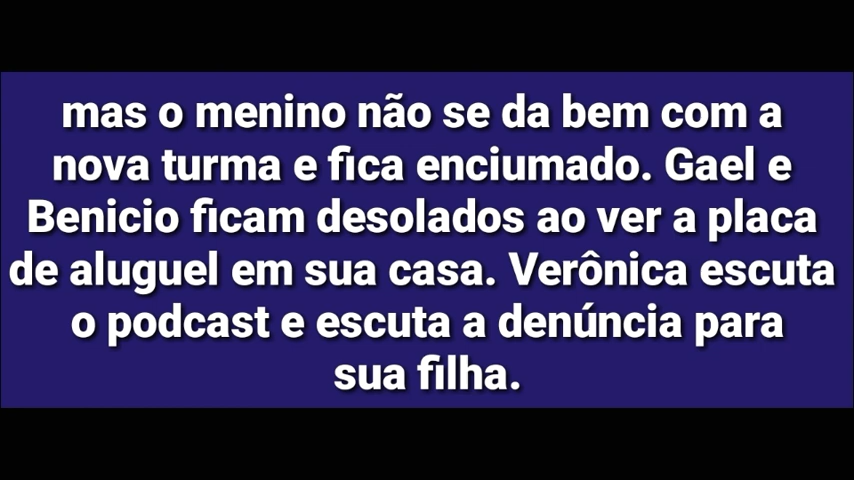 mas o menino não se da bem com a
nova turma e fica enciumado. Gael e
Benicio ficam desolados ao ver a placa
de aluguel em sua casa. Verônica escuta
o podcast e escuta a denúncia para
sua filha.